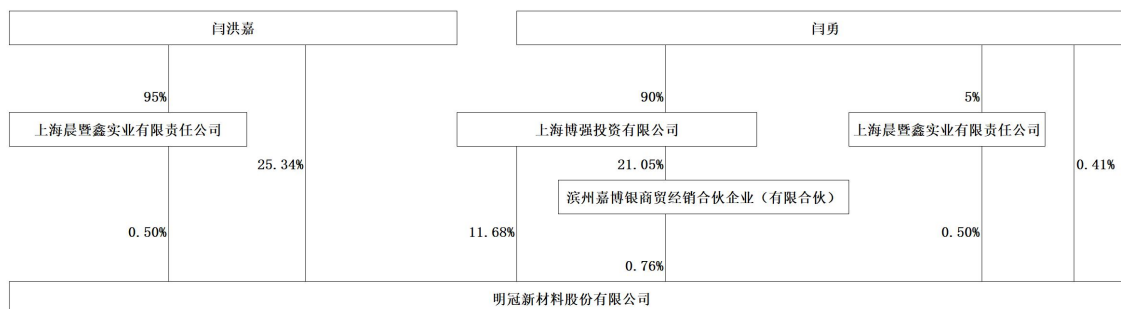 闫洪嘉
闫勇
95%
90%
5%
上海晨暨鑫实业有限责任公司
上海博强投资有限公司
上海晨暨鑫实业有限责任公司
25.34%
21.05%
0.41%
滨州嘉博银商贸经销合伙企业（有限合伙）
0.50%
11.68%
0.50%
0.76%
明冠新材料股份有限公司